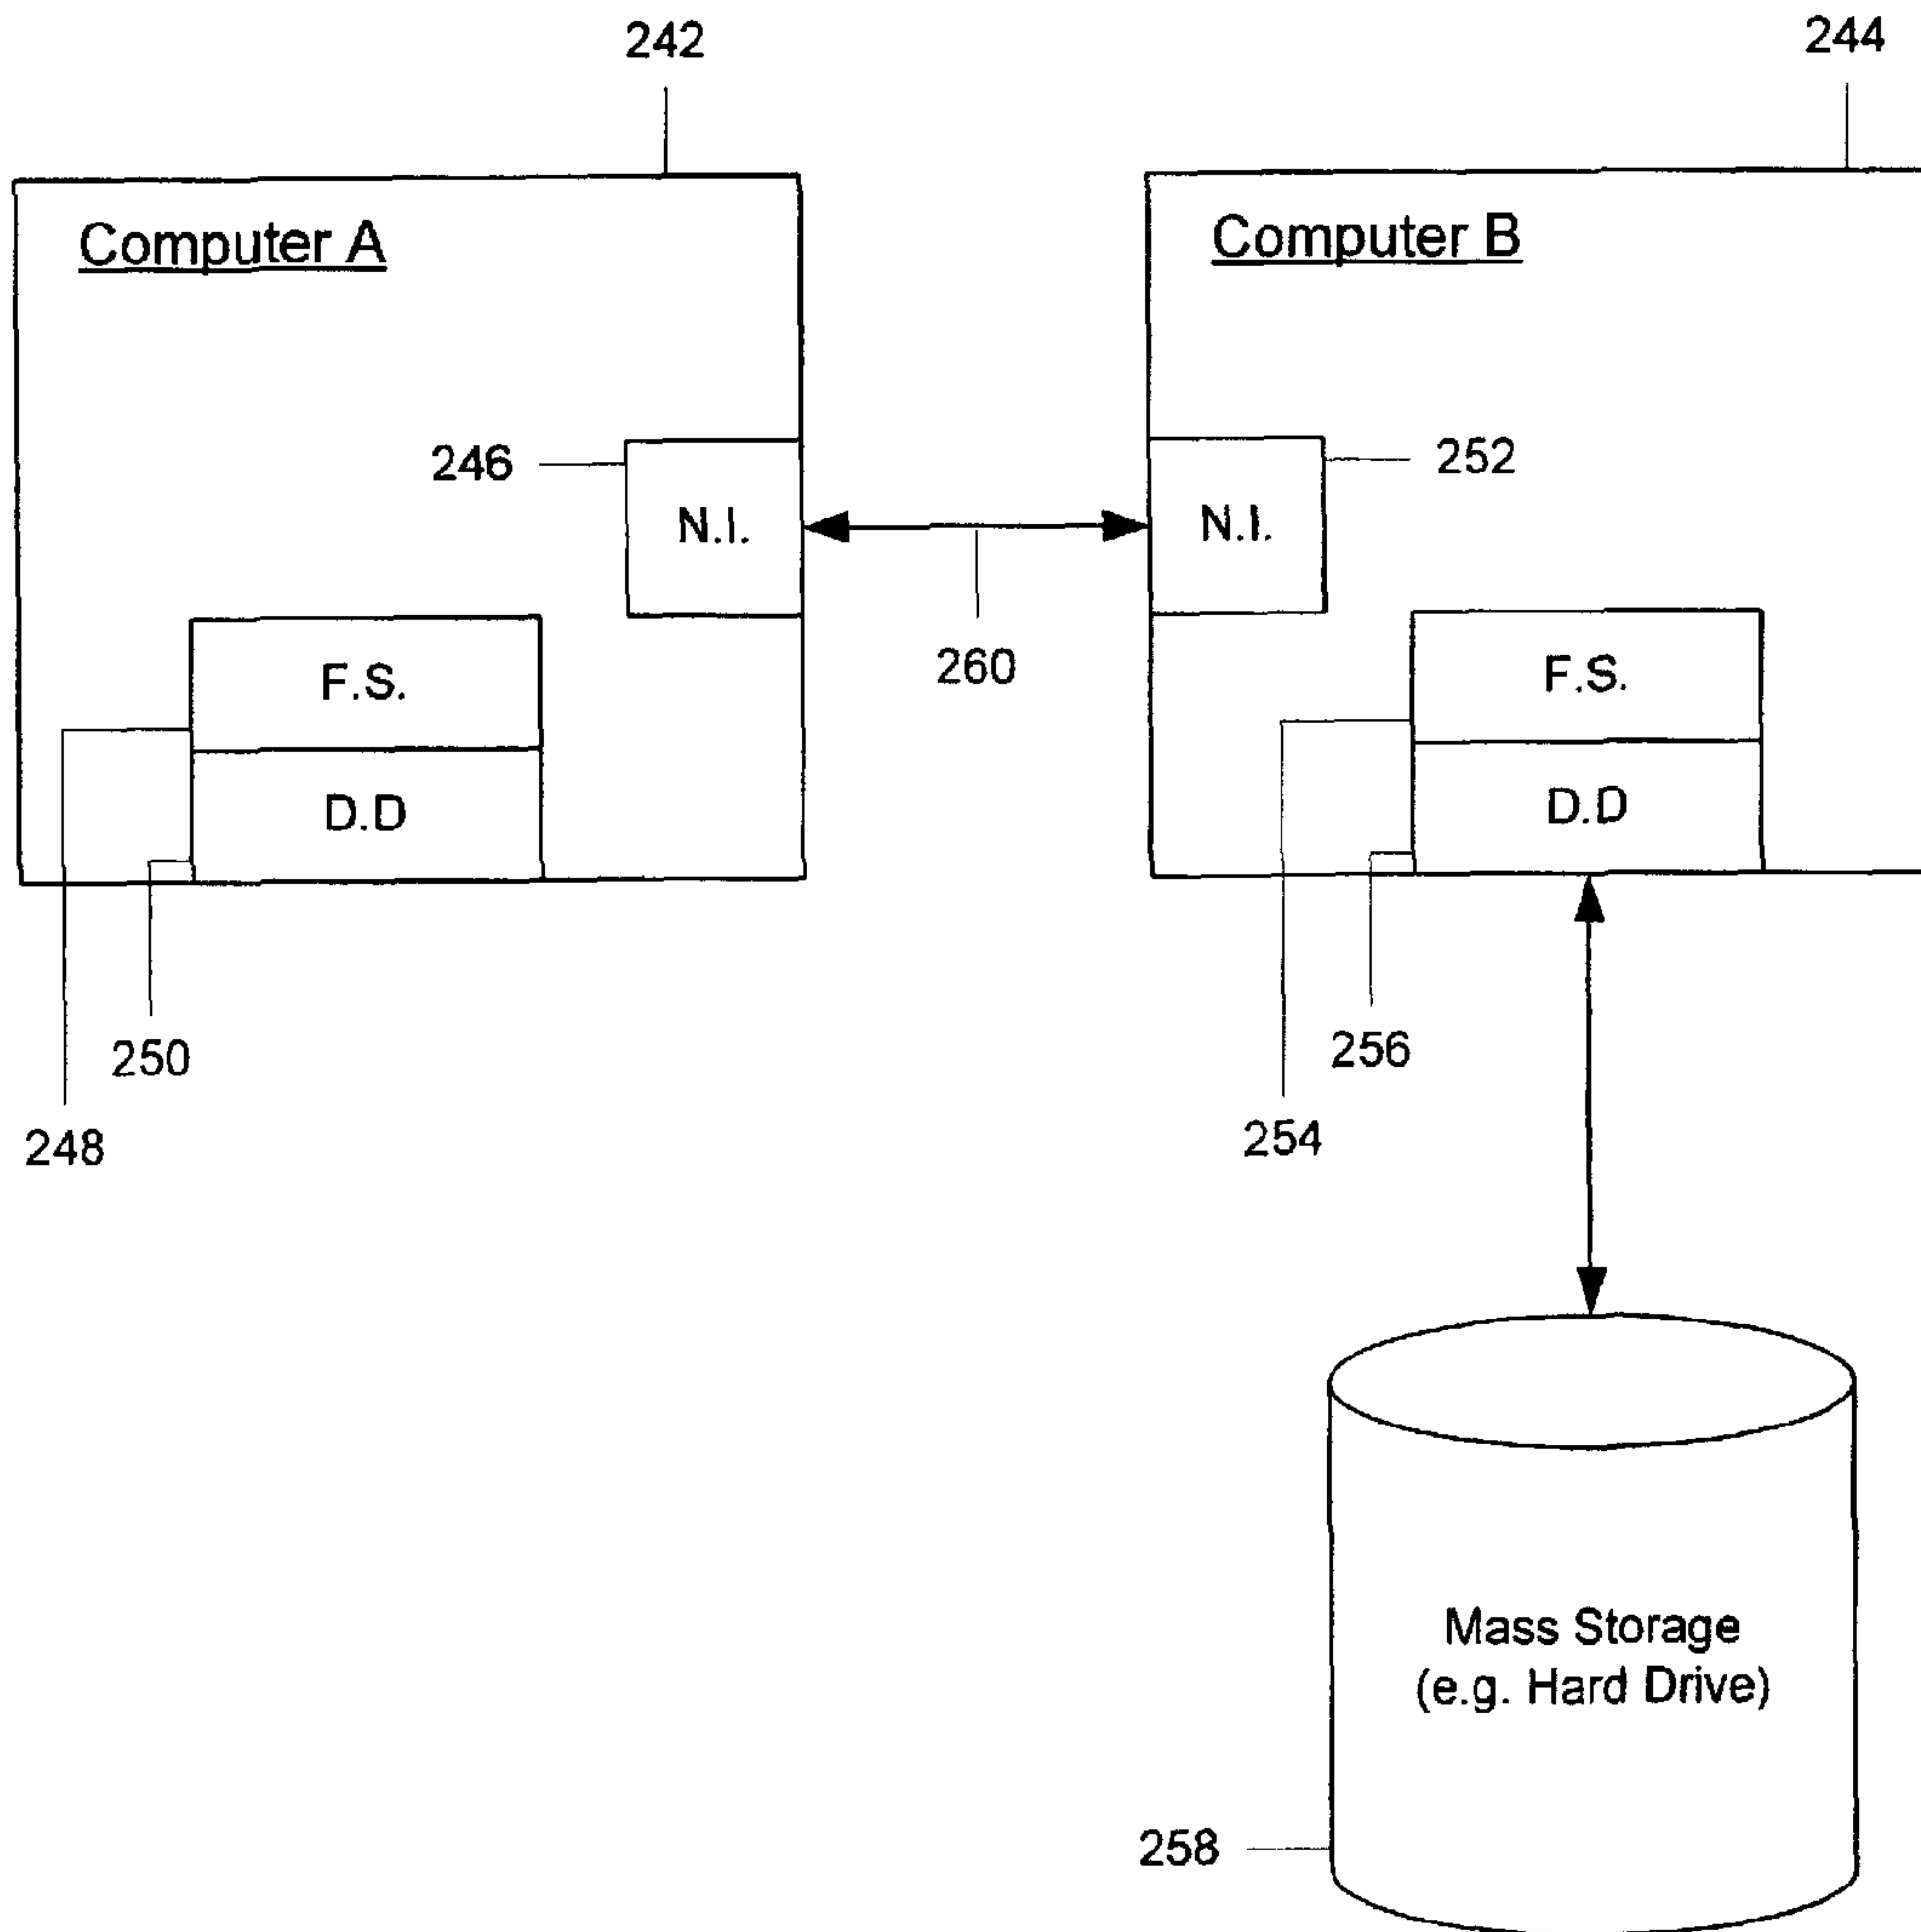 242
244
Computer A
Computer B
246
252
N.I.
N.I.
260
F.S.
F.S.
D.D
D.D
250
256
248
254
Mass Storage
(e.g. Hard Drive)
258